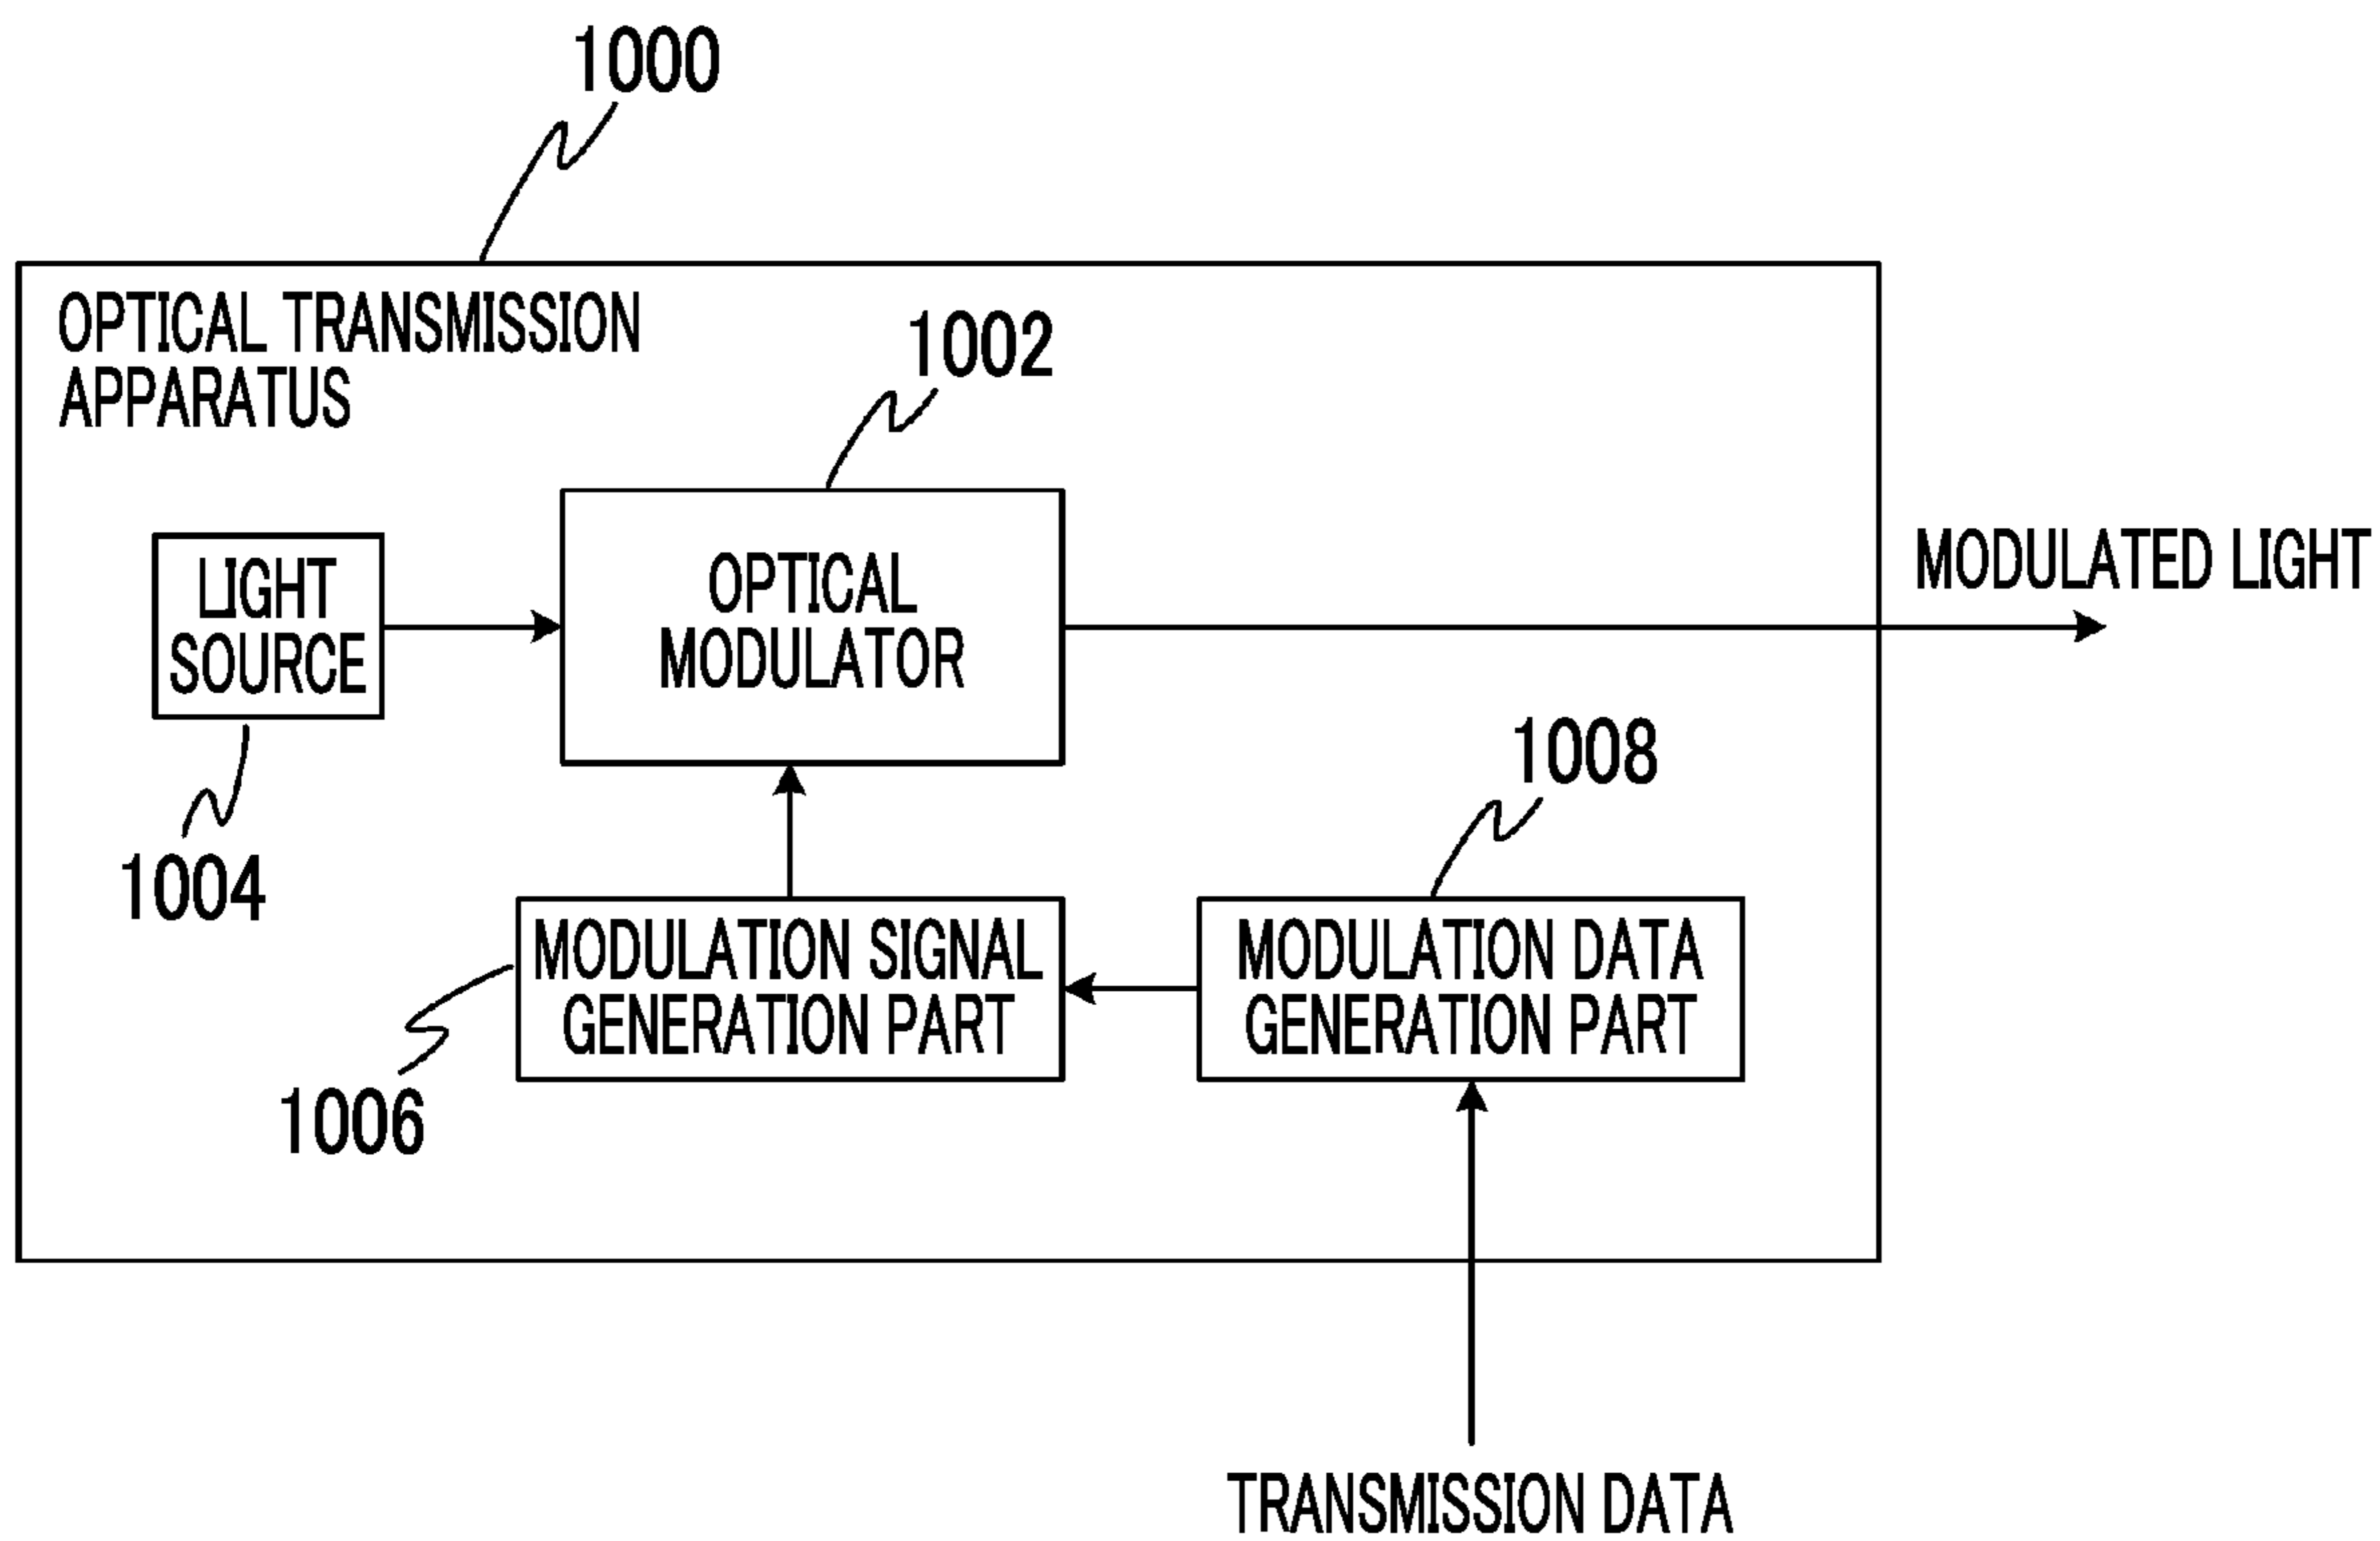 1000
OPTICAL TRANSMISSION
APPARATUS
1002
LIGHT
SOURCE
OPTICAL
MODULATOR
MODULATED LIGHT
1004
1008
MODULATION SIGNAL
GENERATION PART
MODULATION DATA
GENERATION PART
1006
TRANSMISSION DATA